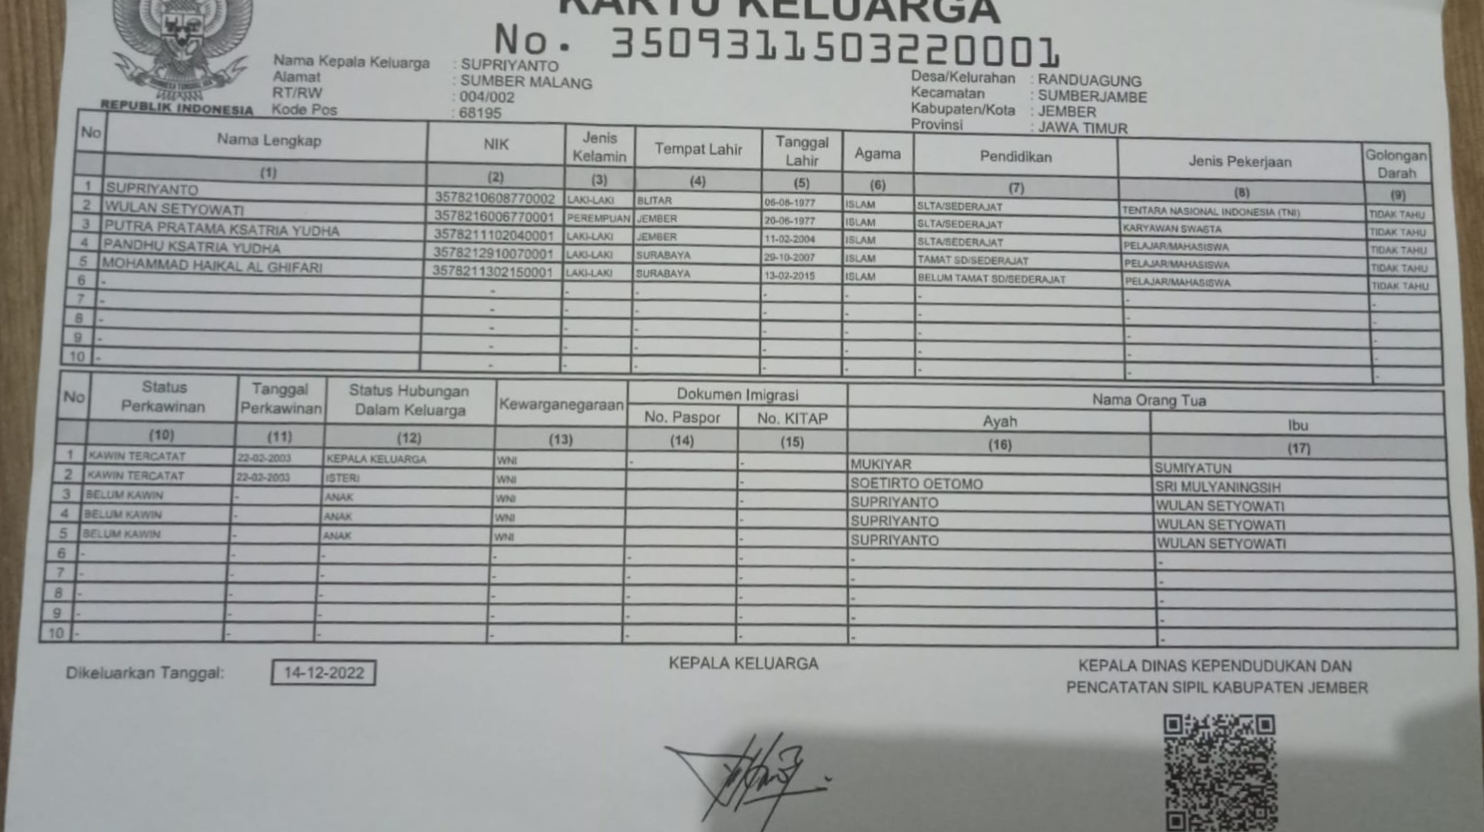 KARTU KELUARGA
No. 3509311503220001
REPUBLIK INDONESIA
Nama Kepala Keluarga : SUPRIYANTO
Alamat : SUMBER MALANG
RT/RW : 004/002
Kode Pos : 68195
Desa/Kelurahan : RANDUAGUNG
Kecamatan : SUMBERJAMBE
Kabupaten/Kota : JEMBER
Provinsi : JAWA TIMUR
No Nama Lengkap NIK Jenis Kelamin Tempat Lahir Tanggal Lahir Agama Pendidikan Jenis Pekerjaan Golongan Darah
(1) (2) (3) (4) (5) (6) (7) (8) (9)
1 SUPRIYANTO 3578210608770002 LAKI-LAKI BLITAR 06-08-1977 ISLAM SLTA/SEDERAJAT TENTARA NASIONAL INDONESIA (TNI) TIDAK TAHU
2 WULAN SETYOWATI 3578216006770001 PEREMPUAN JEMBER 20-06-1977 ISLAM SLTA/SEDERAJAT KARYAWAN SWASTA TIDAK TAHU
3 PUTRA PRATAMA KSATRIA YUDHA 3578211102040001 LAKI-LAKI JEMBER 11-02-2004 ISLAM SLTA/SEDERAJAT PELAJAR/MAHASISWA TIDAK TAHU
4 PANDHU KSATRIA YUDHA 3578212910070001 LAKI-LAKI SURABAYA 29-10-2007 ISLAM TAMAT SD/SEDERAJAT PELAJAR/MAHASISWA TIDAK TAHU
5 MOHAMMAD HAIKAL AL GHIFARI 3578211302150001 LAKI-LAKI SURABAYA 13-02-2015 ISLAM BELUM TAMAT SD/SEDERAJAT PELAJAR/MAHASISWA TIDAK TAHU
6 - - - - - - - - -
7 - - - - - - - - -
8 - - - - - - - - -
9 - - - - - - - - -
10 - - - - - - - - -
No Status Perkawinan Tanggal Perkawinan Status Hubungan Dalam Keluarga Kewarganegaraan Dokumen Imigrasi Nama Orang Tua
No. Paspor No. KITAP Ayah Ibu
(10) (11) (12) (13) (14) (15) (16) (17)
1 KAWIN TERCATAT 22-02-2003 KEPALA KELUARGA WNI - - MUKIYAR SUMIYATUN
2 KAWIN TERCATAT 22-02-2003 ISTERI WNI - - SOETIRTO OETOMO SRI MULYANINGSIH
3 BELUM KAWIN - ANAK WNI - - SUPRIYANTO WULAN SETYOWATI
4 BELUM KAWIN - ANAK WNI - - SUPRIYANTO WULAN SETYOWATI
5 BELUM KAWIN - ANAK WNI - - SUPRIYANTO WULAN SETYOWATI
6 - - - - - - - -
7 - - - - - - - -
8 - - - - - - - -
9 - - - - - - - -
10 - - - - - - - -
Dikeluarkan Tanggal: 14-12-2022
KEPALA KELUARGA
KEPALA DINAS KEPENDUDUKAN DAN
PENCATATAN SIPIL KABUPATEN JEMBER